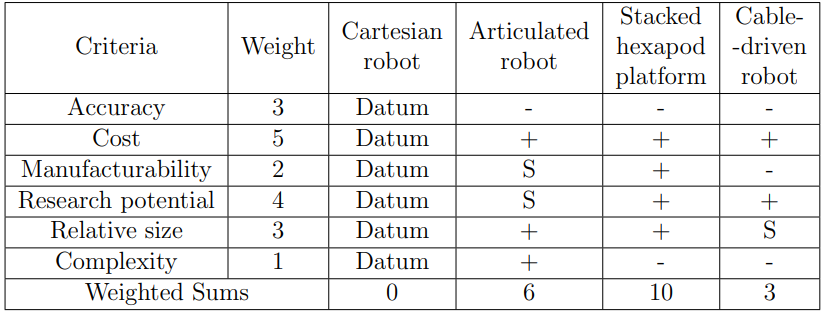 Criteria Weight Cartesian robot Articulated robot Stacked hexapod platform Cable- -driven robot
Accuracy 3 Datum - - -
Cost 5 Datum + + +
Manufacturability 2 Datum S + -
Research potential 4 Datum S + +
Relative size 3 Datum + + S
Complexity 1 Datum + - -
Weighted Sums 0 6 10 3